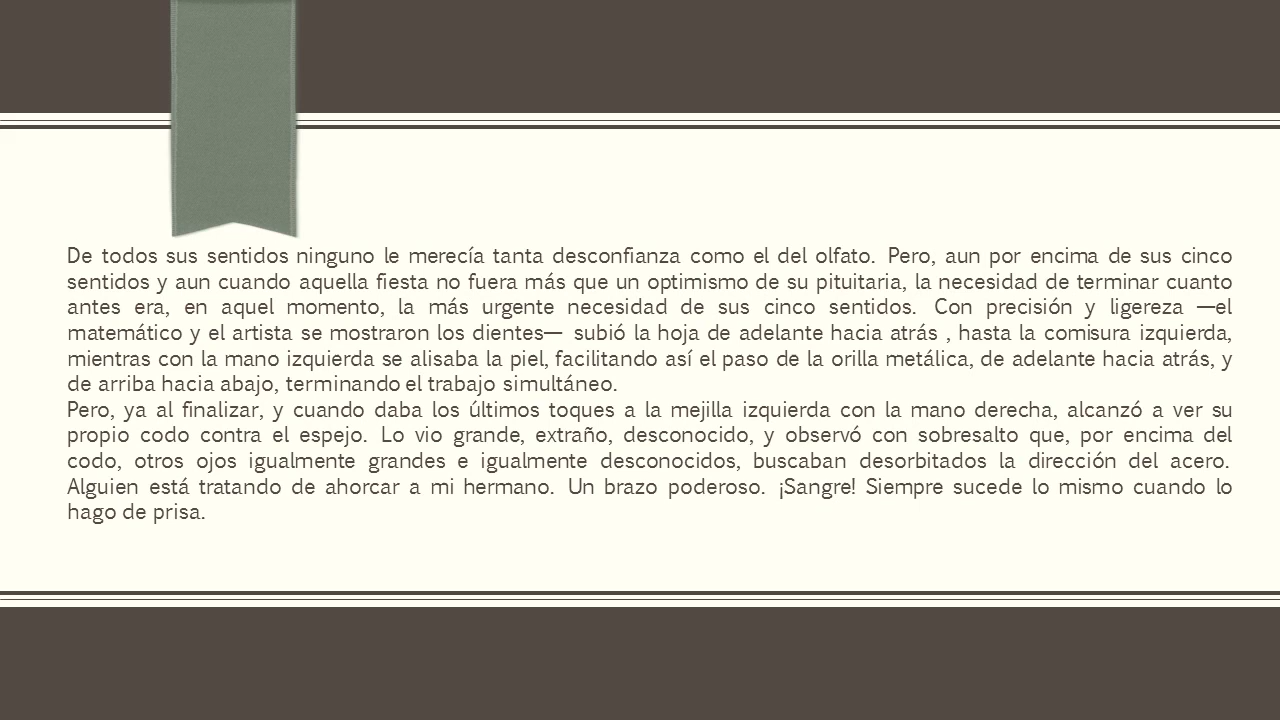 De todos sus sentidos ninguno le merecía tanta desconfianza como el del olfato. Pero, aun por encima de sus cinco
sentidos y aun cuando aquella fiesta no fuera más que un optimismo de su pituitaria, la necesidad de terminar cuanto
antes era, en aquel momento, la más urgente necesidad de sus cinco sentidos. Con precisión y ligereza —el
matemático y el artista se mostraron los dientes— subió la hoja de adelante hacia atrás , hasta la comisura izquierda,
mientras con la mano izquierda se alisaba la piel, facilitando así el paso de la orilla metálica, de adelante hacia atrás, y
de arriba hacia abajo, terminando el trabajo simultáneo.
Pero, ya al finalizar, y cuando daba los últimos toques a la mejilla izquierda con la mano derecha, alcanzó a ver su
propio codo contra el espejo. Lo vio grande, extraño, desconocido, y observó con sobresalto que, por encima del
codo, otros ojos igualmente grandes e igualmente desconocidos, buscaban desorbitados la dirección del acero.
Alguien está tratando de ahorcar a mi hermano. Un brazo poderoso. ¡Sangre! Siempre sucede lo mismo cuando lo
hago de prisa.